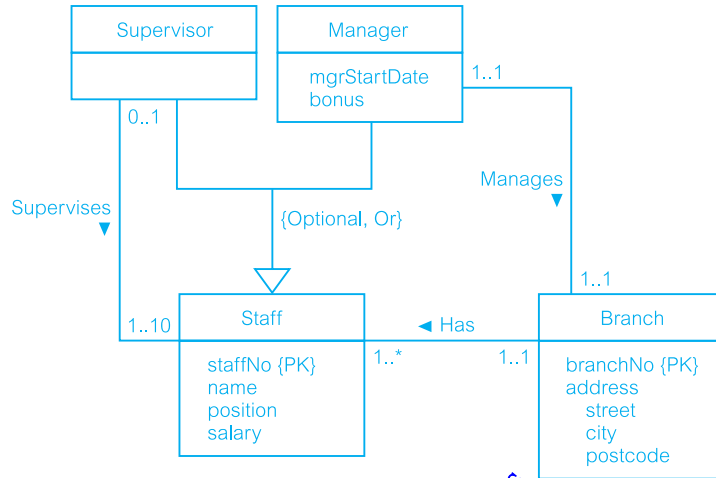 Supervisor
Manager
mgrStartDate
bonus
1..1
0..1
Manages
▼
Supervises
▼
{Optional, Or}
1..1
1..10
Staff
◄ Has
Branch
1..*
1..1
staffNo {PK}
name
position
salary
branchNo {PK}
address
street
city
postcode